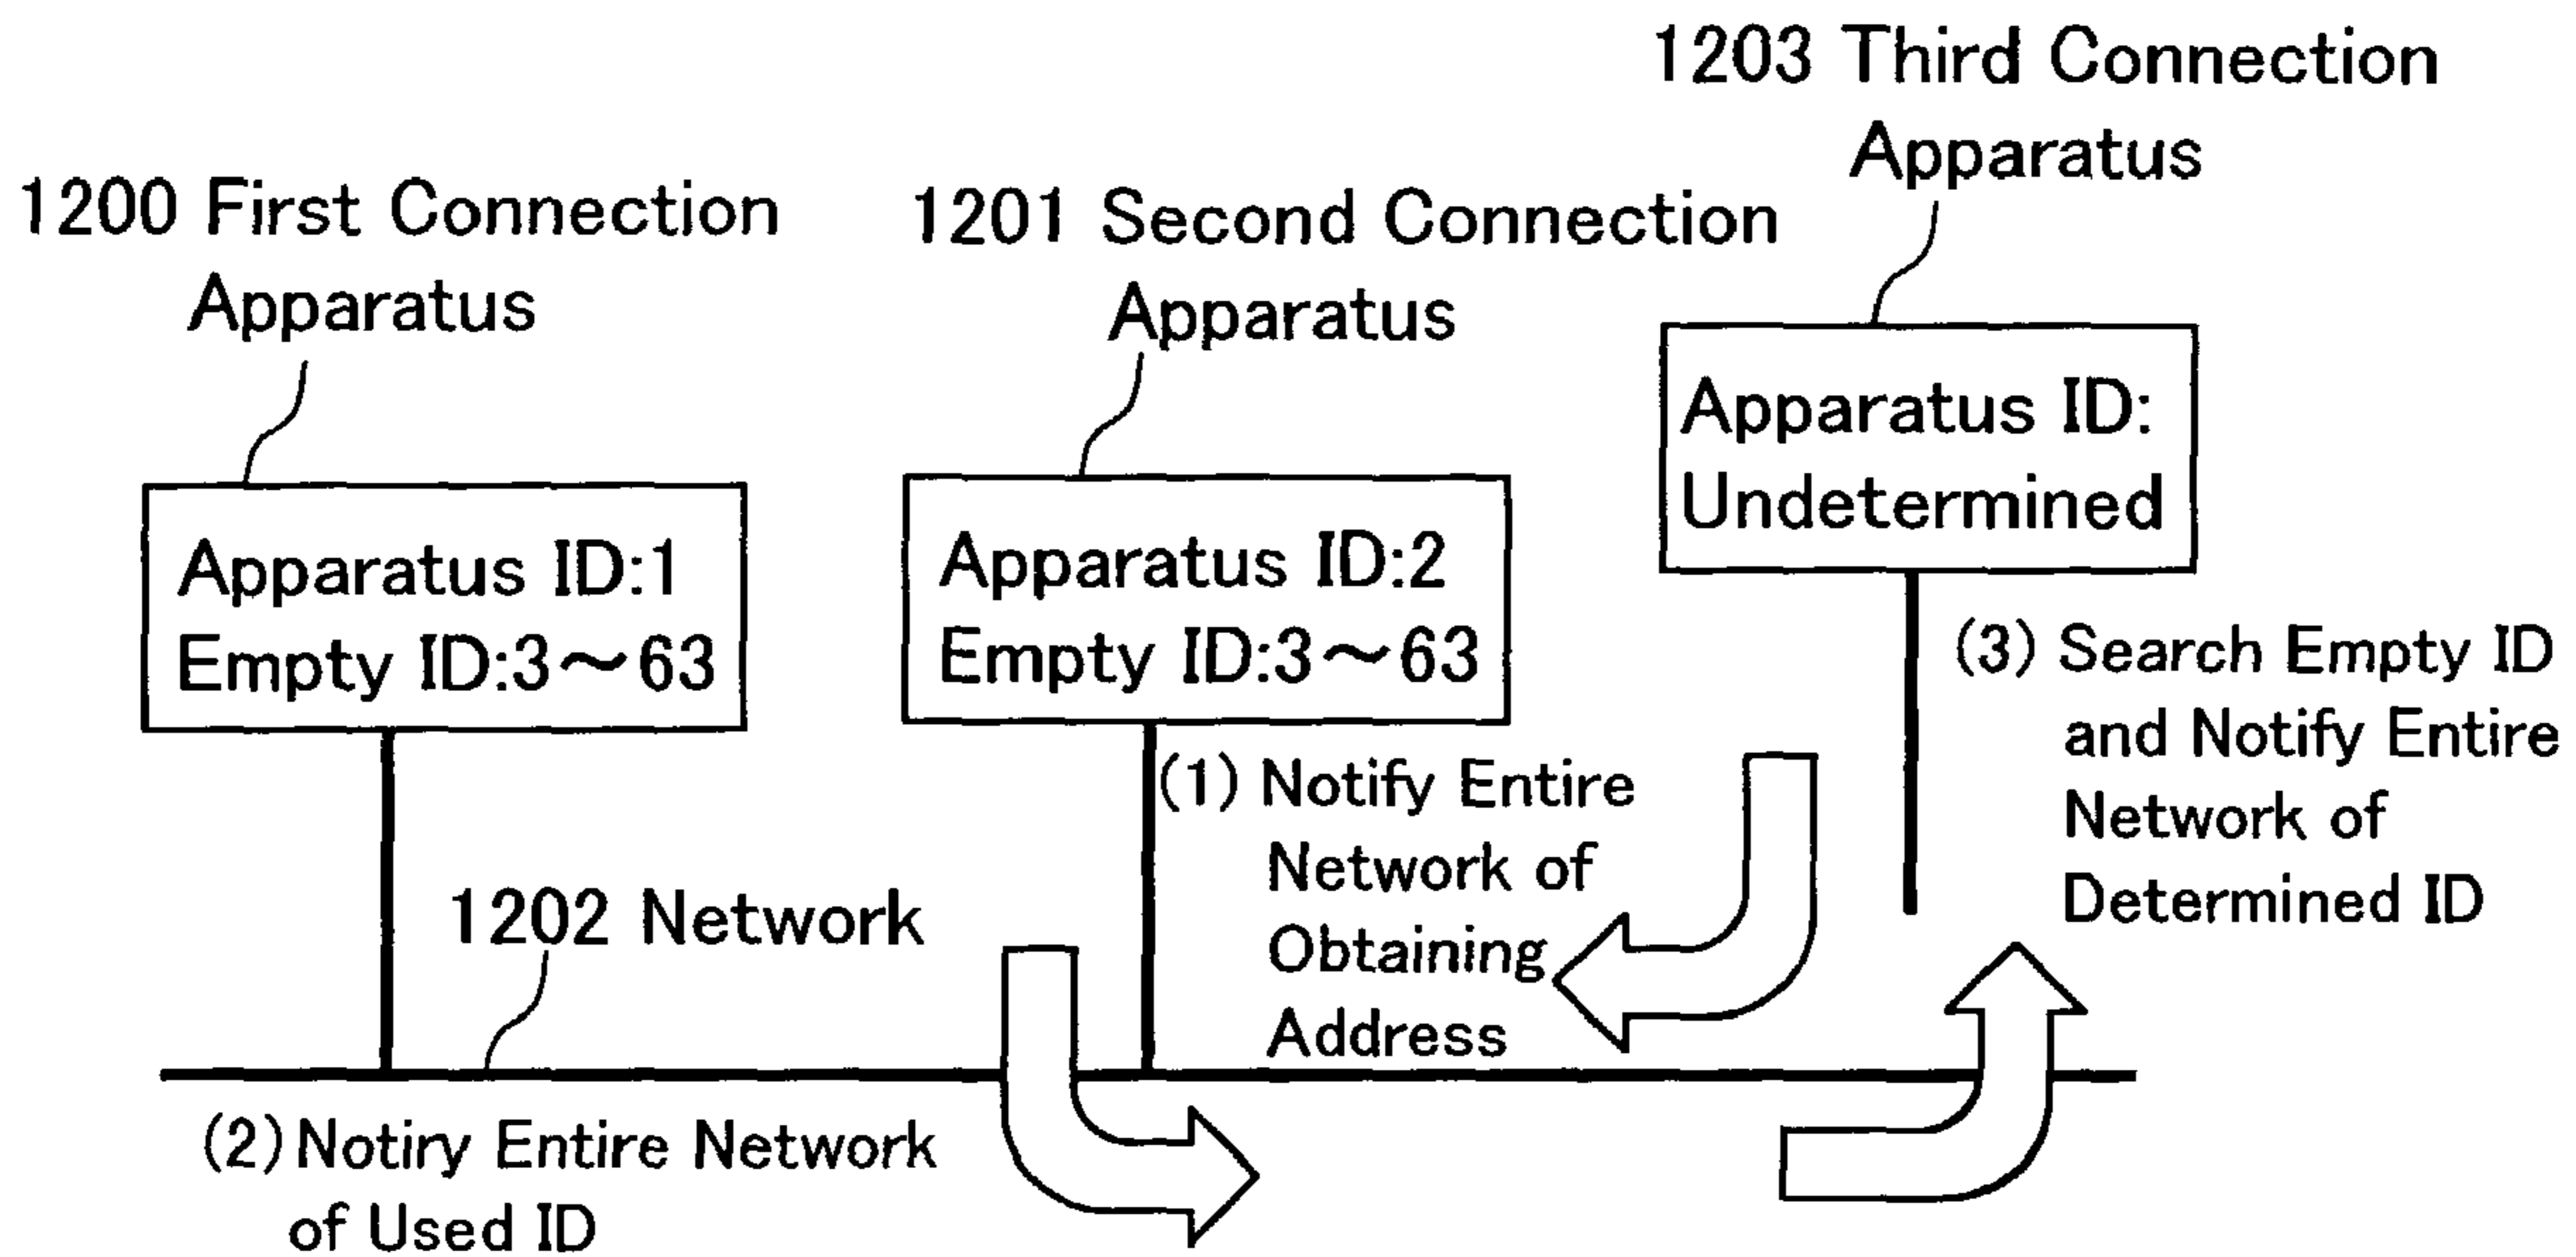 1203 Third Connection
Apparatus
1200 First Connection
Apparatus
1201 Second Connection
Apparatus
Apparatus ID:
Undetermined
Apparatus ID:1
Empty ID:3～63
Apparatus ID:2
Empty ID:3～63
(3) Search Empty ID
and Notify Entire
Network of
Determined ID
(1) Notify Entire
Network of
Obtaining
Address
1202 Network
(2) Notiry Entire Network
of Used ID